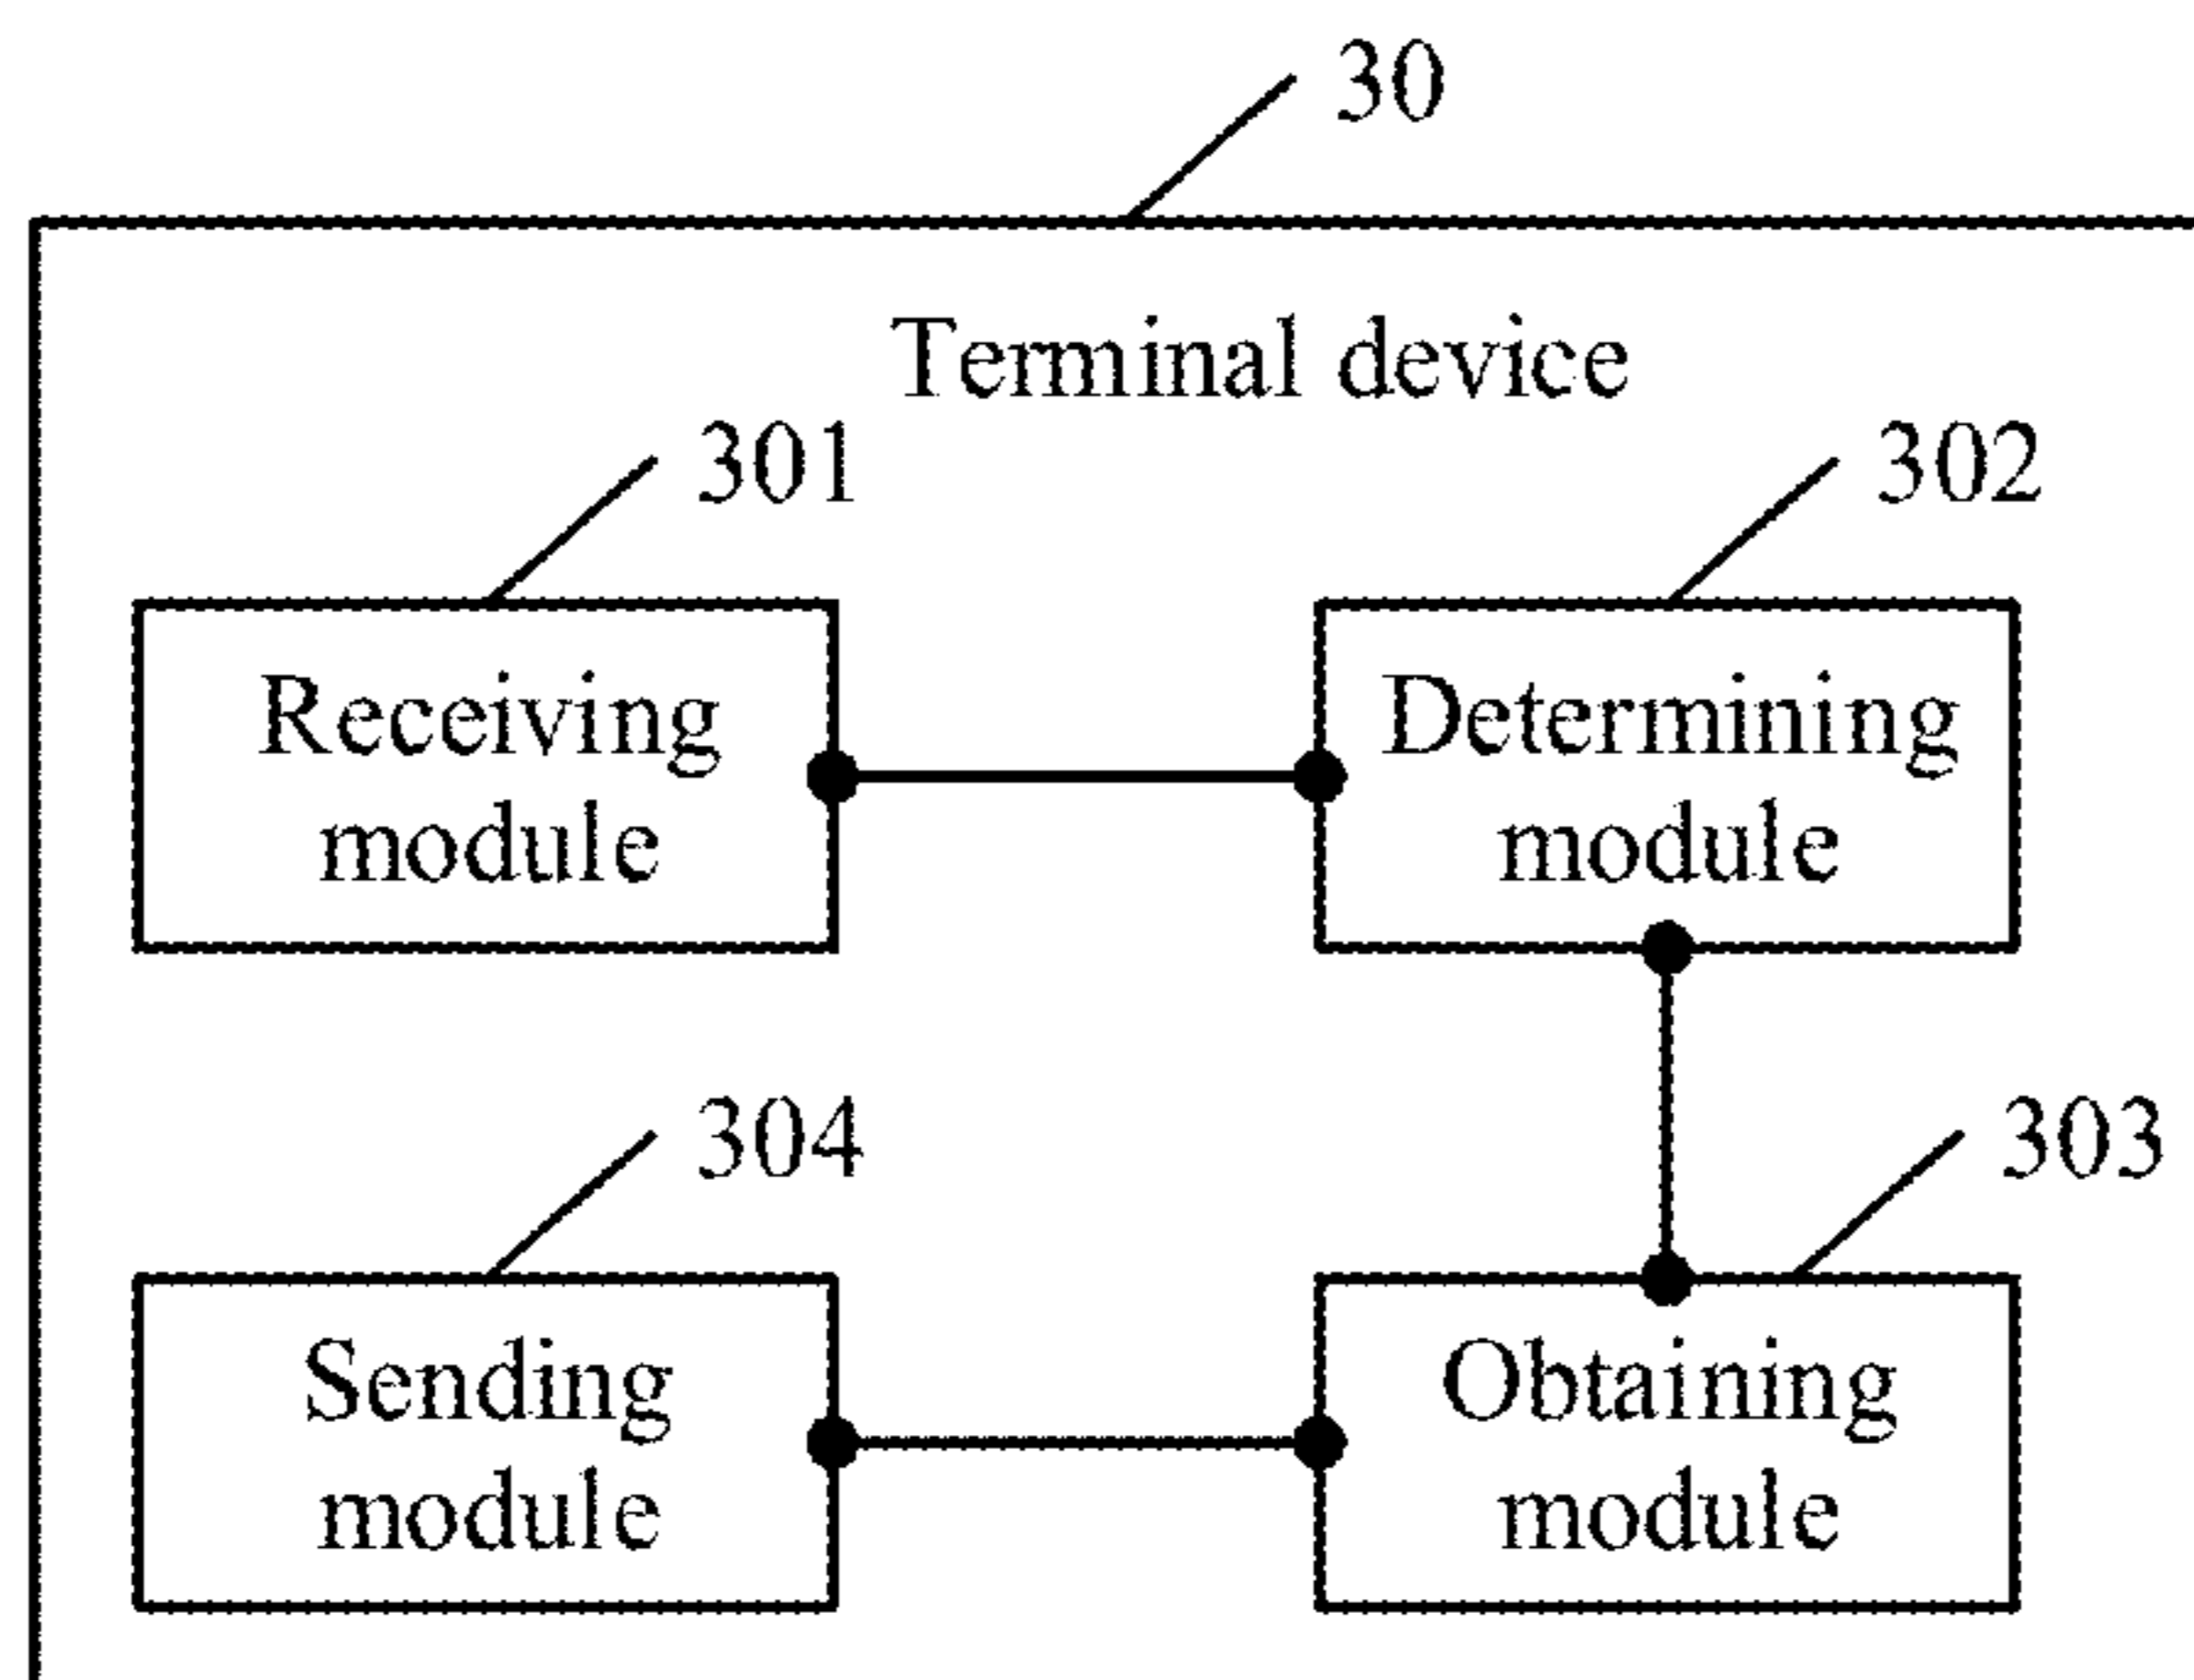 30
Terminal device
301
302
Receiving
module
Determining
module
304
303
Sending
module
Obtaining
module